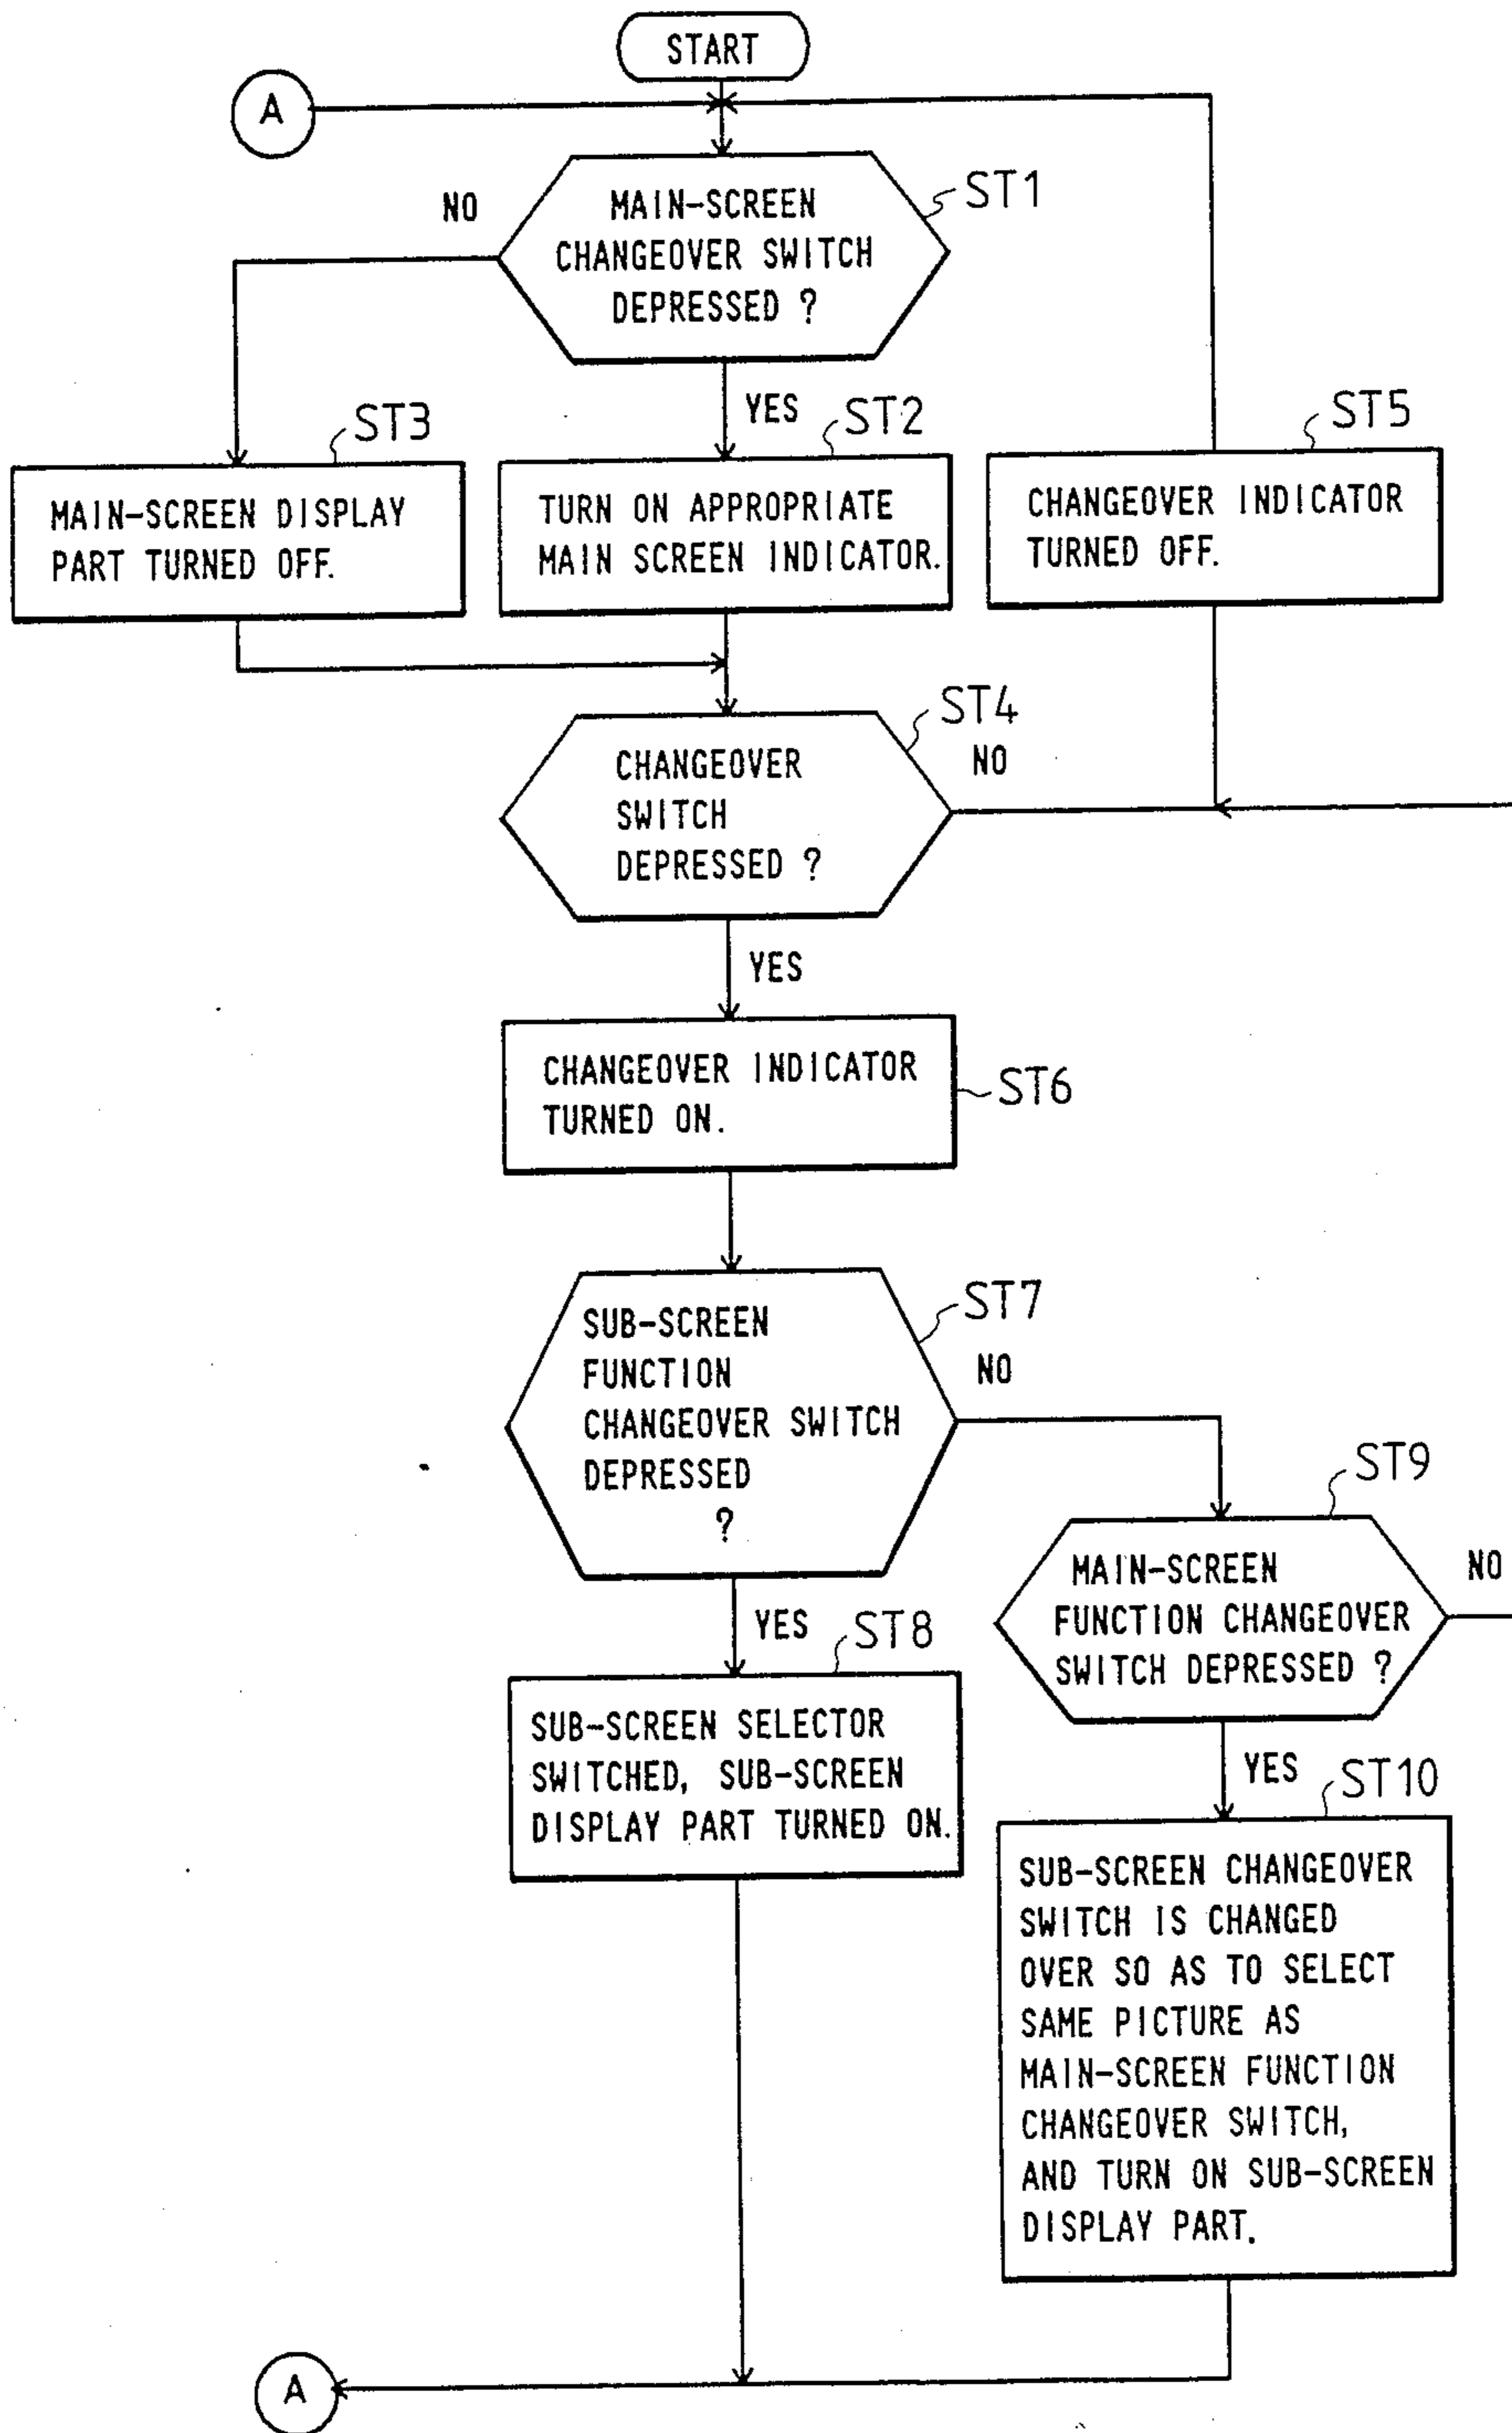 START
A
NO
MAIN-SCREEN
CHANGEOVER SWITCH
DEPRESSED ?
ST1
YES
ST3
MAIN-SCREEN DISPLAY
PART TURNED OFF.
ST2
TURN ON APPROPRIATE
MAIN SCREEN INDICATOR.
ST5
CHANGEOVER INDICATOR
TURNED OFF.
ST4
CHANGEOVER
SWITCH
DEPRESSED ?
NO
YES
CHANGEOVER INDICATOR
TURNED ON.
ST6
SUB-SCREEN
FUNCTION
CHANGEOVER SWITCH
DEPRESSED
?
ST7
NO
YES
ST9
MAIN-SCREEN
FUNCTION CHANGEOVER
SWITCH DEPRESSED ?
NO
ST8
SUB-SCREEN SELECTOR
SWITCHED, SUB-SCREEN
DISPLAY PART TURNED ON.
YES
ST10
SUB-SCREEN CHANGEOVER
SWITCH IS CHANGED
OVER SO AS TO SELECT
SAME PICTURE AS
MAIN-SCREEN FUNCTION
CHANGEOVER SWITCH,
AND TURN ON SUB-SCREEN
DISPLAY PART.
A